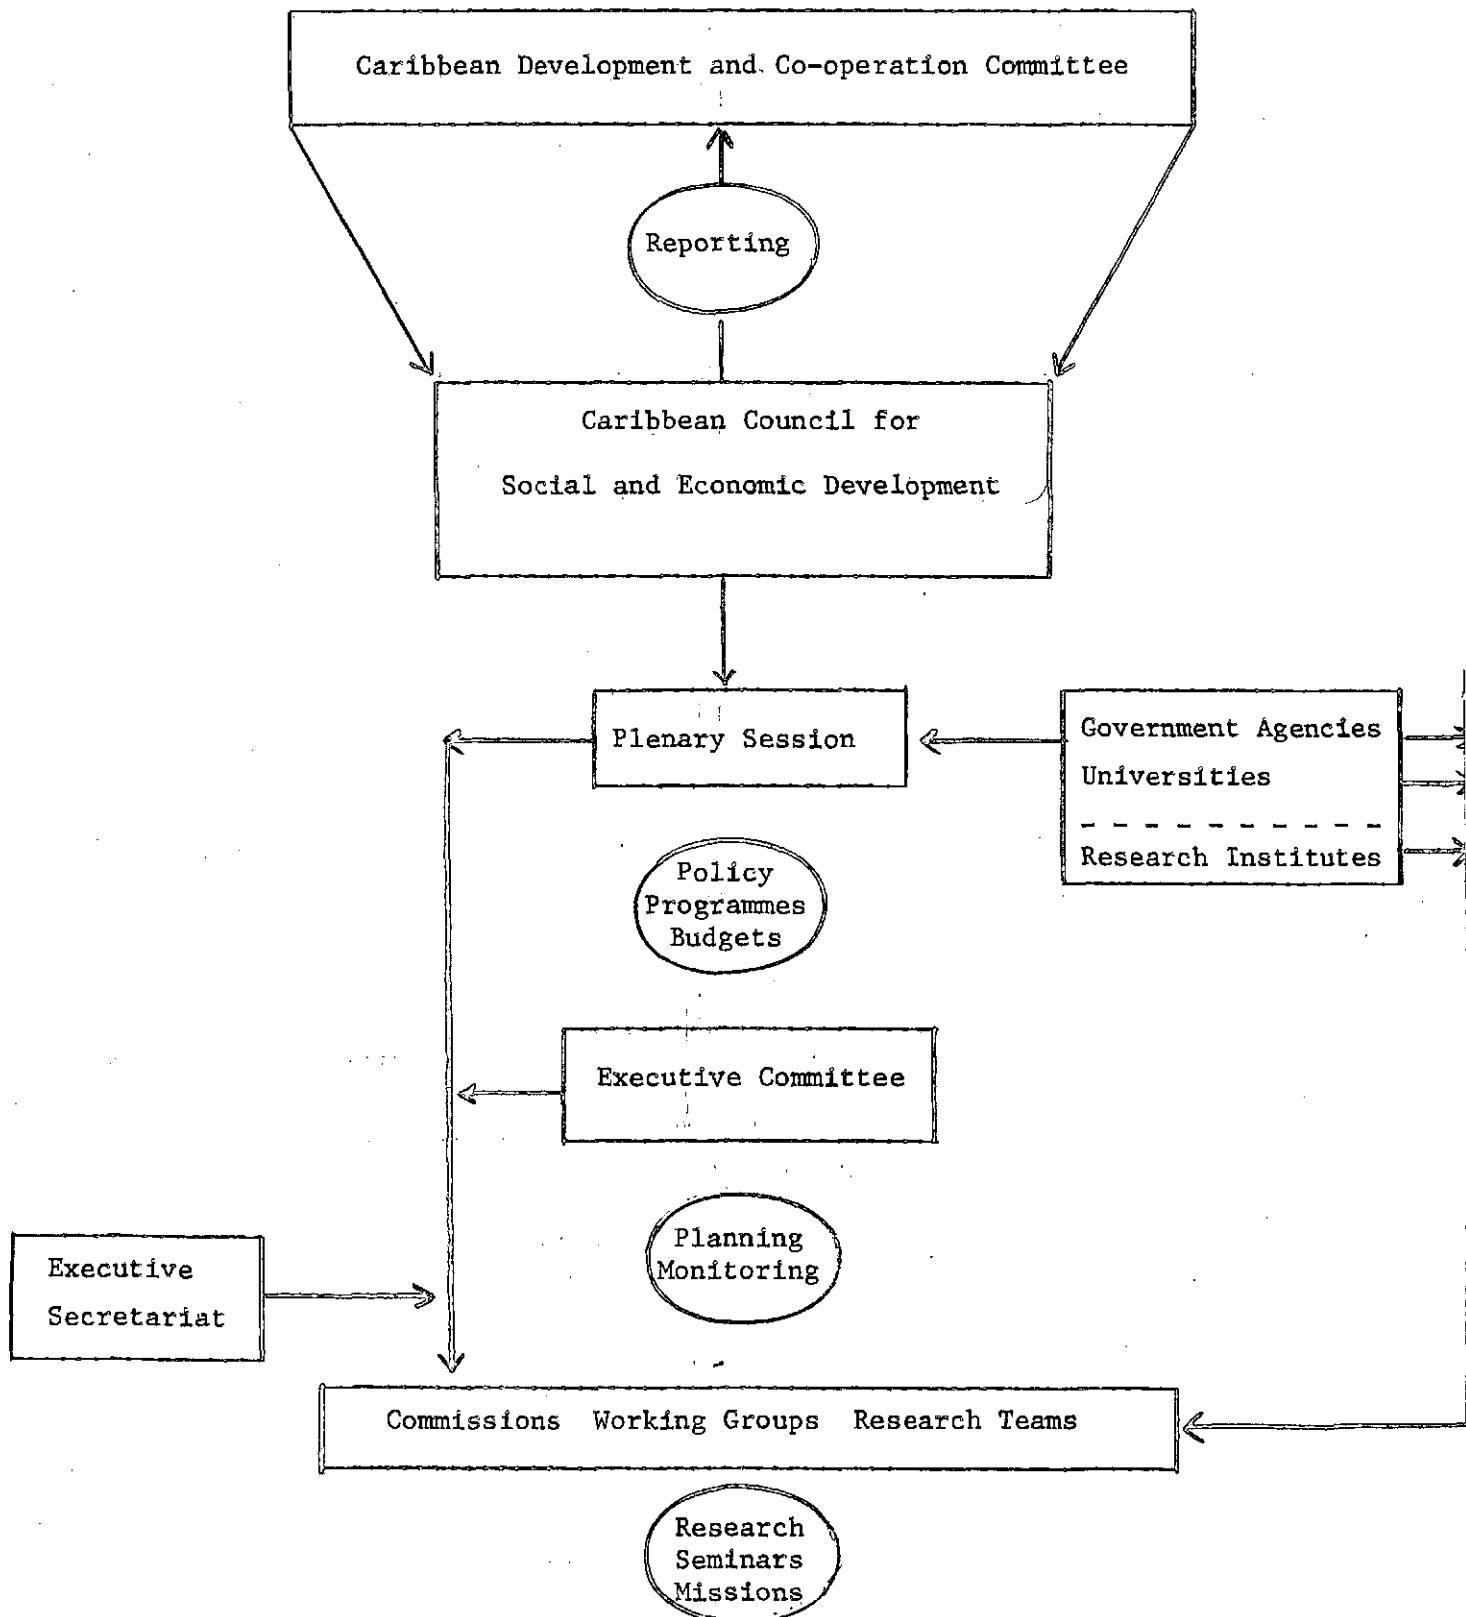 Caribbean Development and Co-operation Committee
Reporting
Caribbean Council for
Social and Economic Development
Plenary Session
Government Agencies
Universities
Research Institutes
Policy
Programmes
Budgets
Executive Committee
Planning
Monitoring
Executive
Secretariat
Commissions Working Groups Research Teams
Research
Seminars
Missions